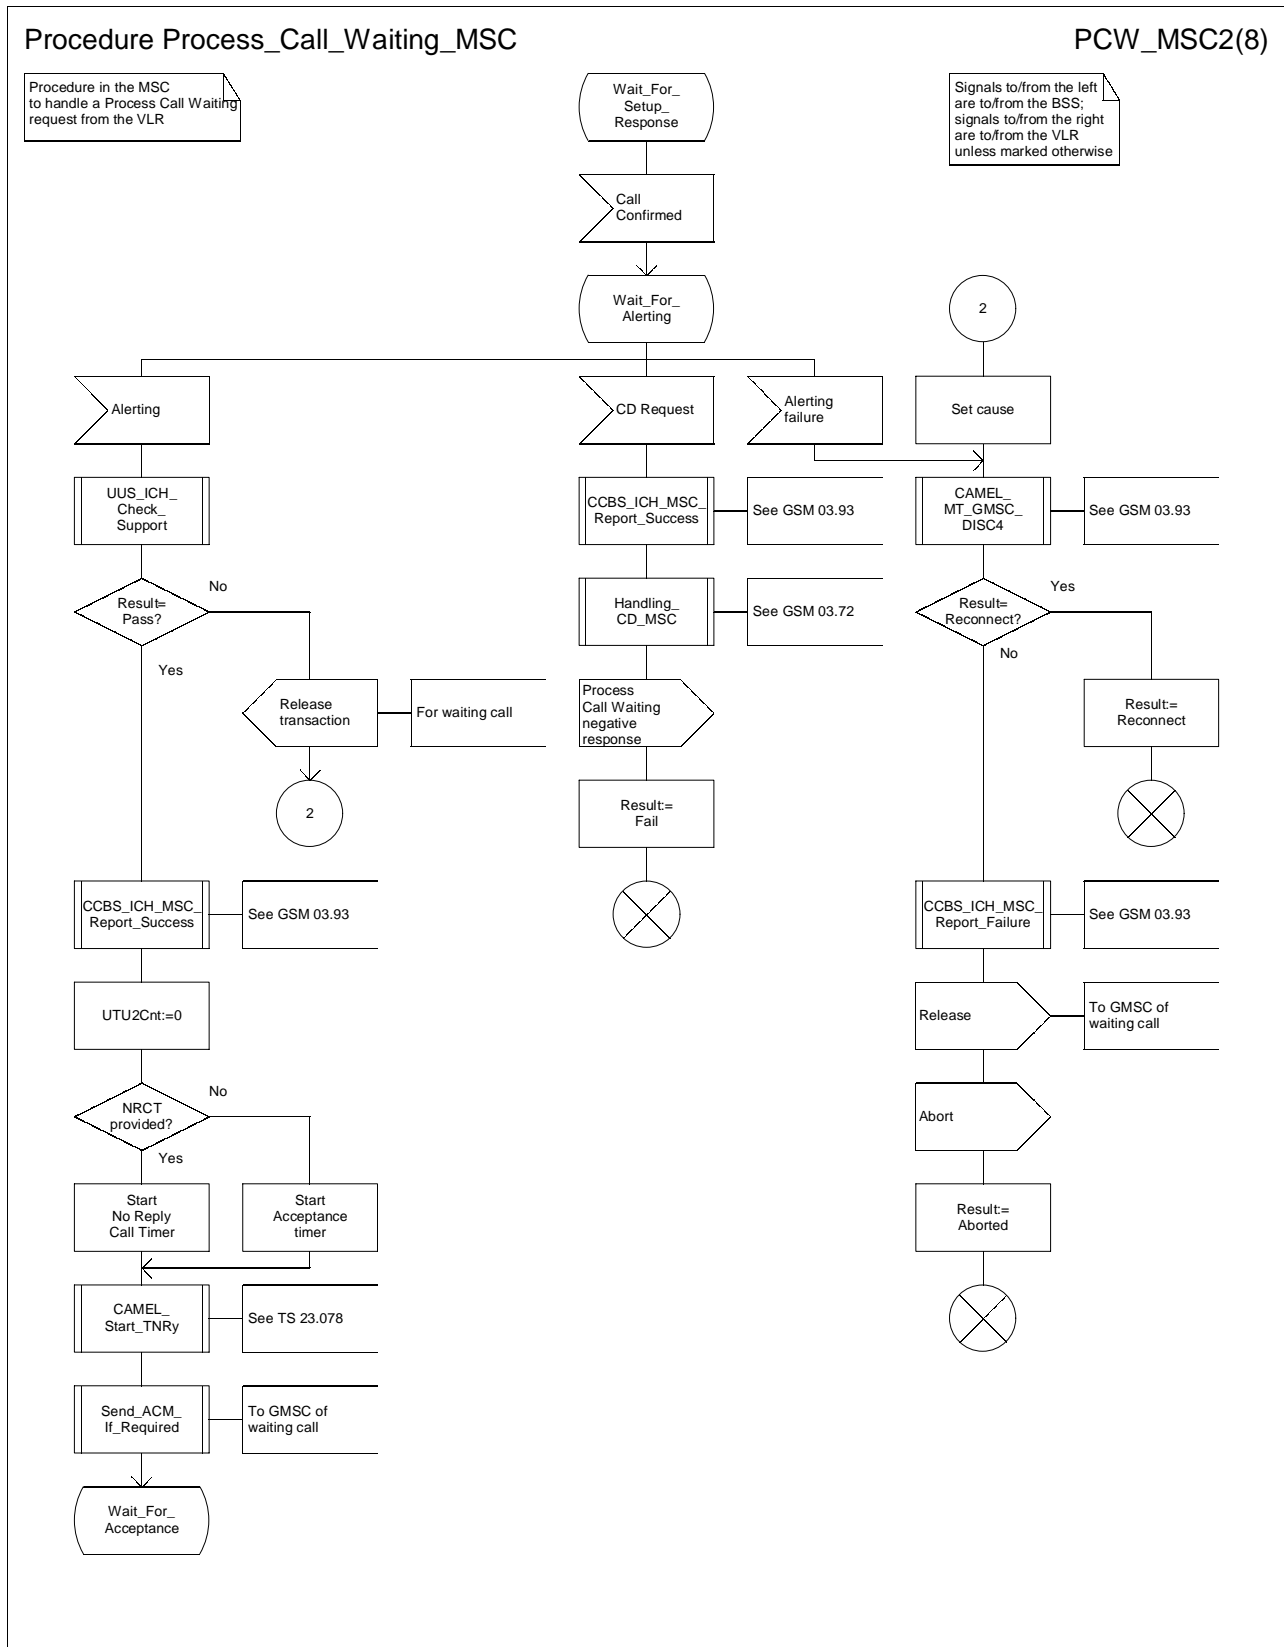 Procedure Process_Call_Waiting_MSC
PCW_MSC2(8)
Procedure in the MSC
to handle a Process Call Waiting
request from the VLR
Wait_For_
Setup_
Response
Signals to/from the left
are to/from the BSS;
signals to/from the right
are to/from the VLR
unless marked otherwise
Call
Confirmed
Wait_For_
Alerting
2
Alerting
CD Request
Alerting
failure
Set cause
UUS_ICH_
Check_
Support
CCBS_ICH_MSC_
Report_Success
See GSM 03.93
CAMEL_
MT_GMSC_
DISC4
See GSM 03.93
Result=
Pass?
No
Yes
Handling_
CD_MSC
See GSM 03.72
Result=
Reconnect?
Yes
No
Release
transaction
For waiting call
Process
Call Waiting
negative
response
Result:=
Reconnect
2
Result:=
Fail
CCBS_ICH_MSC_
Report_Success
See GSM 03.93
CCBS_ICH_MSC_
Report_Failure
See GSM 03.93
UTU2Cnt:=0
Release
To GMSC of
waiting call
NRCT
provided?
No
Yes
Abort
Start
No Reply
Call Timer
Start
Acceptance
timer
Result:=
Aborted
CAMEL_
Start_TNRy
See TS 23.078
Send_ACM_
If_Required
To GMSC of
waiting call
Wait_For_
Acceptance